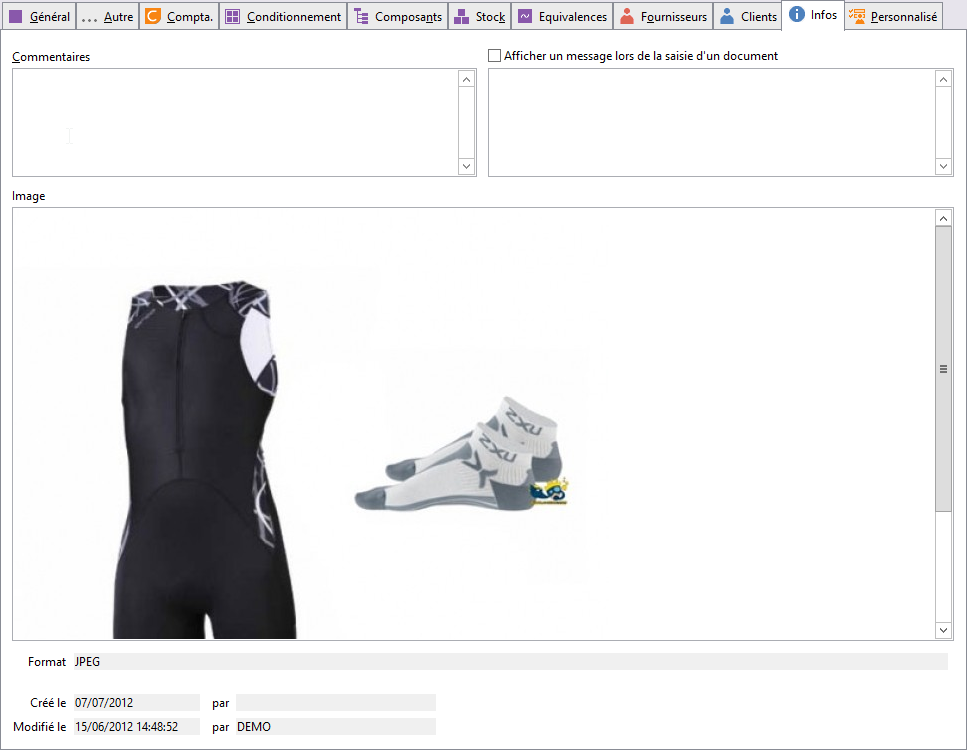 Général ... Autre Compta. Conditionnement Composants Stock Equivalences Fournisseurs Clients Infos Personnalisé
Commentaires
Afficher un message lors de la saisie d'un document
Image
2XU
2XU
Format JPEG
Créé le 07/07/2012 par
Modifié le 15/06/2012 14:48:52 par DEMO